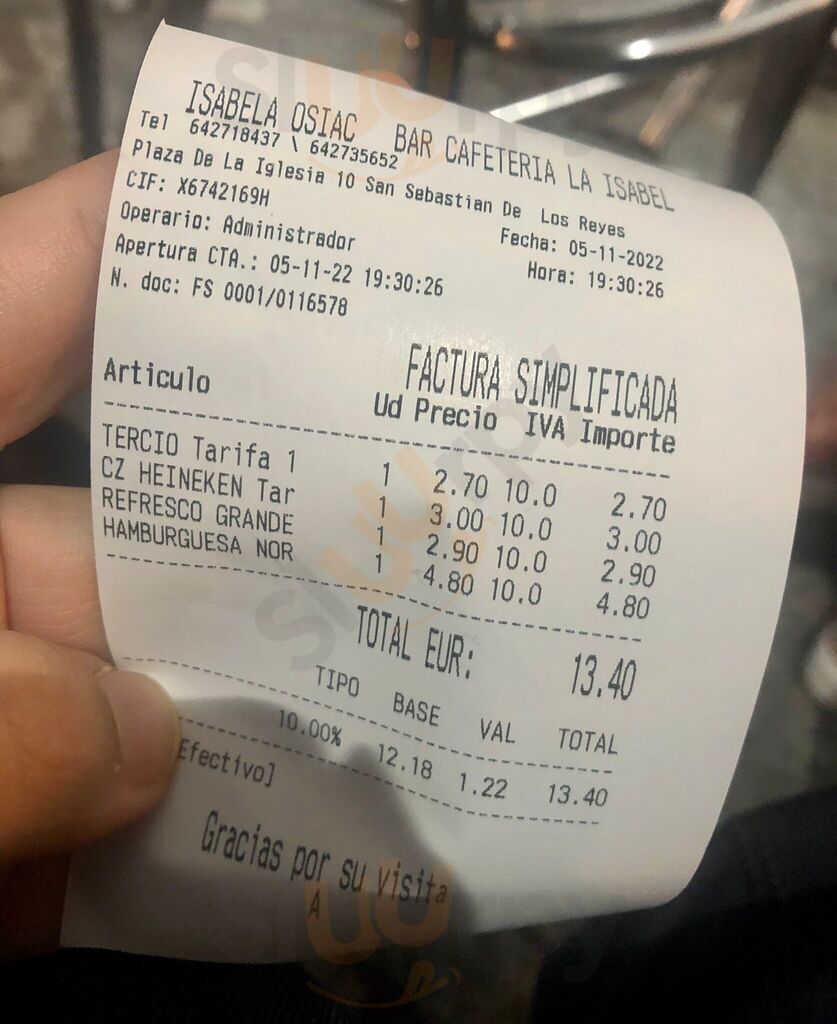 ISABELA OSIAC BAR CAFETERIA LA ISABEL
Tel 642718437 \ 642735652
Plaza De La Iglesia 10 San Sebastian De Los Reyes
CIF: X6742169H Fecha: 05-11-2022
Operario: Administrador Hora: 19:30:26
Apertura CTA.: 05-11-22 19:30:26
N. doc: FS 0001/0116578
FACTURA SIMPLIFICADA
Articulo Ud Precio IVA Importe
TERCIO Tarifa 1 1 2.70 10.0 2.70
CZ HEINEKEN Tar 1 3.00 10.0 3.00
REFRESCO GRANDE 1 2.90 10.0 2.90
HAMBURGUESA NOR 1 4.80 10.0 4.80
TOTAL EUR: 13.40
TIPO BASE VAL TOTAL
10.00% 12.18 1.22 13.40
Efectivo]
Gracias por su visita
A
sluurpy
sluurpy
sluurpy